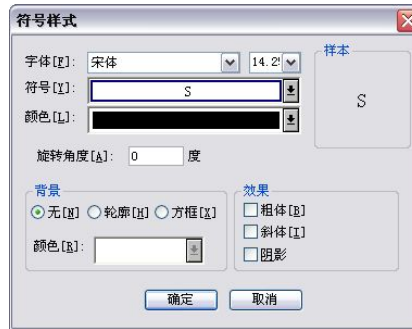 符号样式
字体[F]: 宋体 14.25
样本
符号[Y]: S
S
颜色[L]:
旋转角度[A]: 0 度
背景
无[N] 轮廓[H] 方框[X]
颜色[R]:
效果
粗体[B]
斜体[I]
阴影
确定 取消